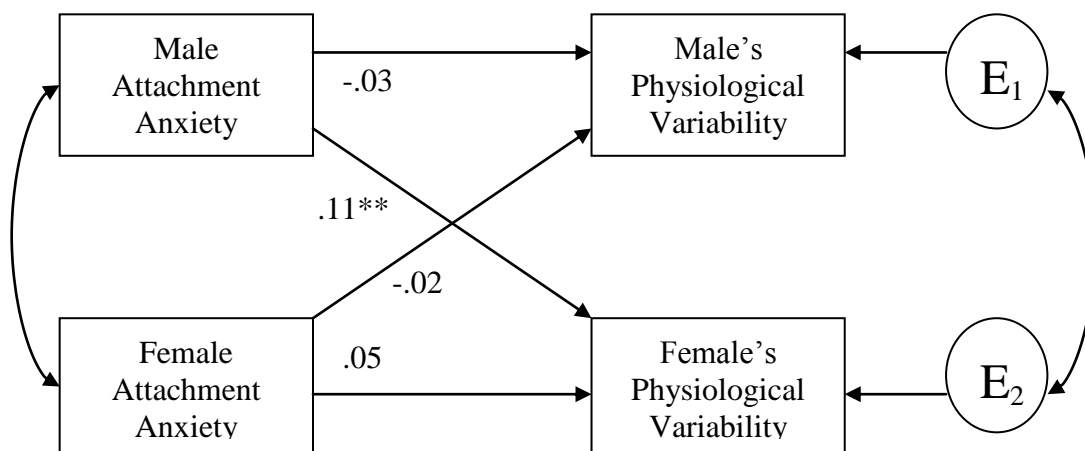 Male
Attachment
Anxiety
-.03
Male’s
Physiological
Variability
E1
.11**
-.02
Female
Attachment
Anxiety
.05
Female’s
Physiological
Variability
E2